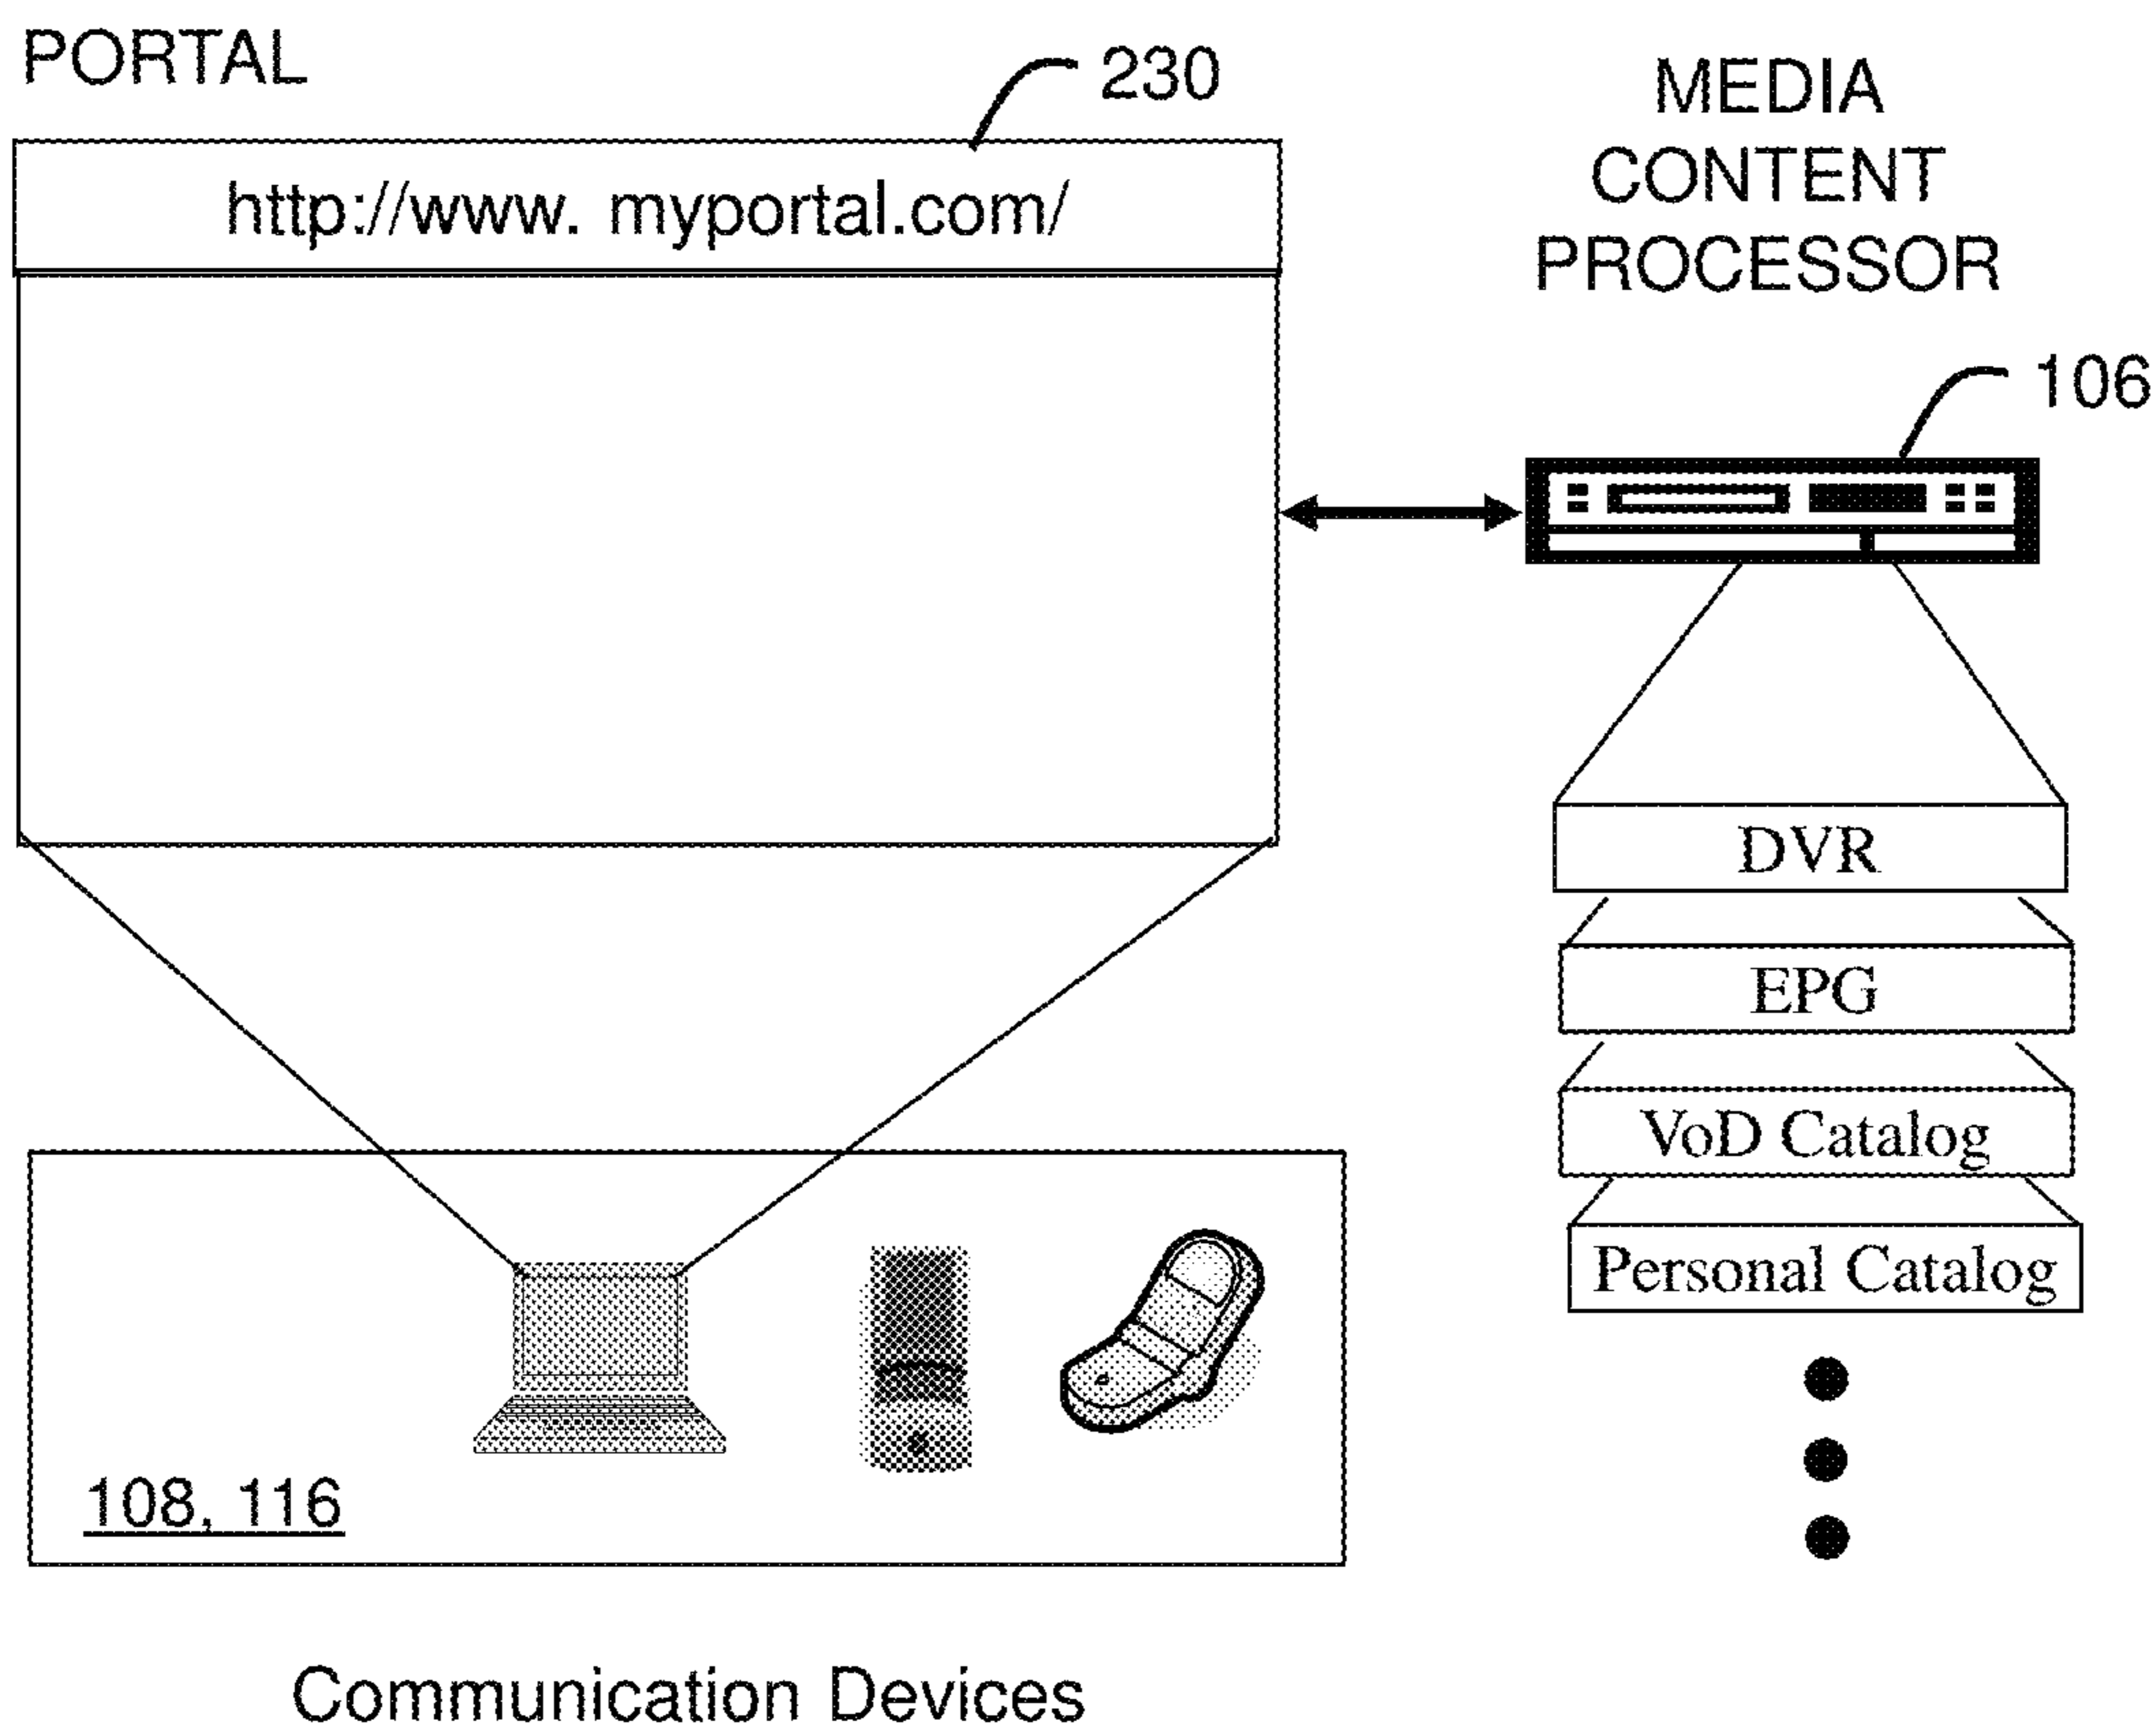 PORTAL
230
http://www. myportal.com/
MEDIA
CONTENT
PROCESSOR
106
DVR
EPG
VoD Catalog
Personal Catalog
108, 116
Communication Devices